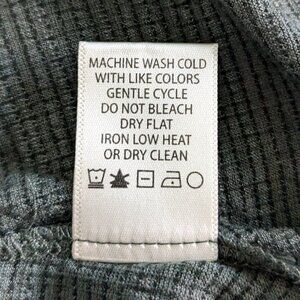 MACHINE WASH COLD
WITH LIKE COLORS
GENTLE CYCLE
DO NOT BLEACH
DRY FLAT
IRON LOW HEAT
OR DRY CLEAN